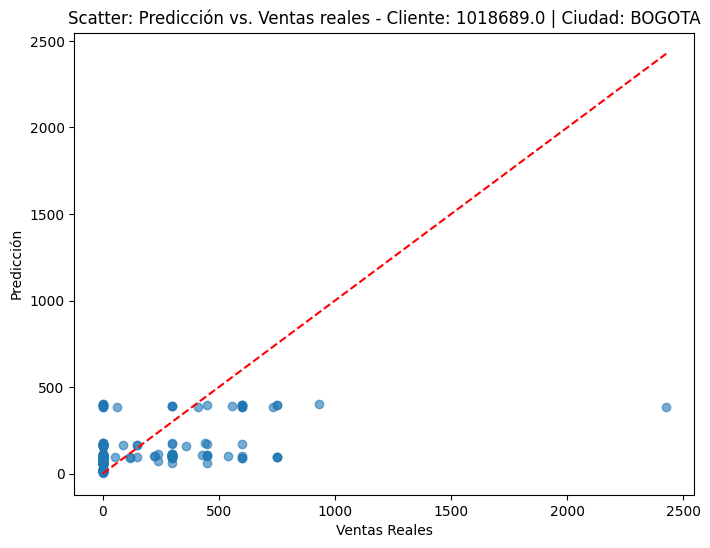 Scatter: Predicción vs. Ventas reales - Cliente: 1018689.0 | Ciudad: BOGOTA
2500
2000
1500
1000
500
0
Predicción
0 500 1000 1500 2000 2500
Ventas Reales